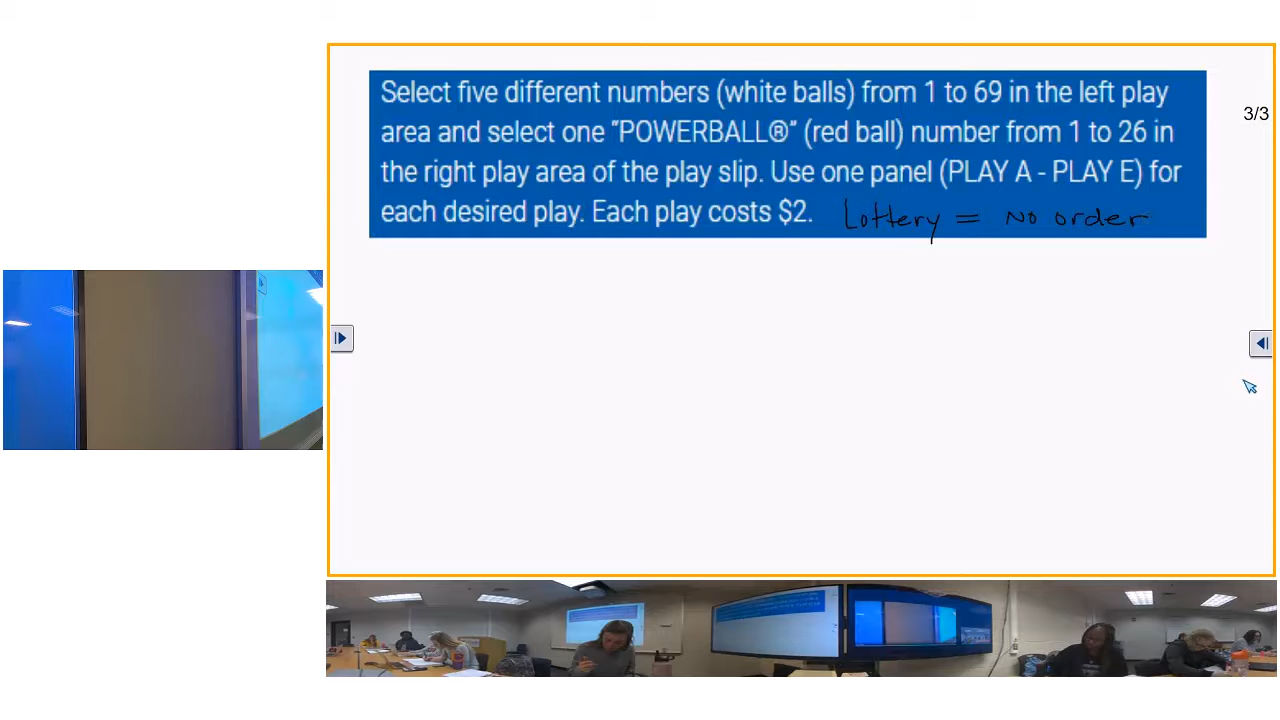 Select five different numbers (white balls) from 1 to 69 in the left play
area and select one "POWERBALL®" (red ball) number from 1 to 26 in
the right play area of the play slip. Use one panel (PLAY A - PLAY E) for
each desired play. Each play costs $2. Lottery = No order
3/3